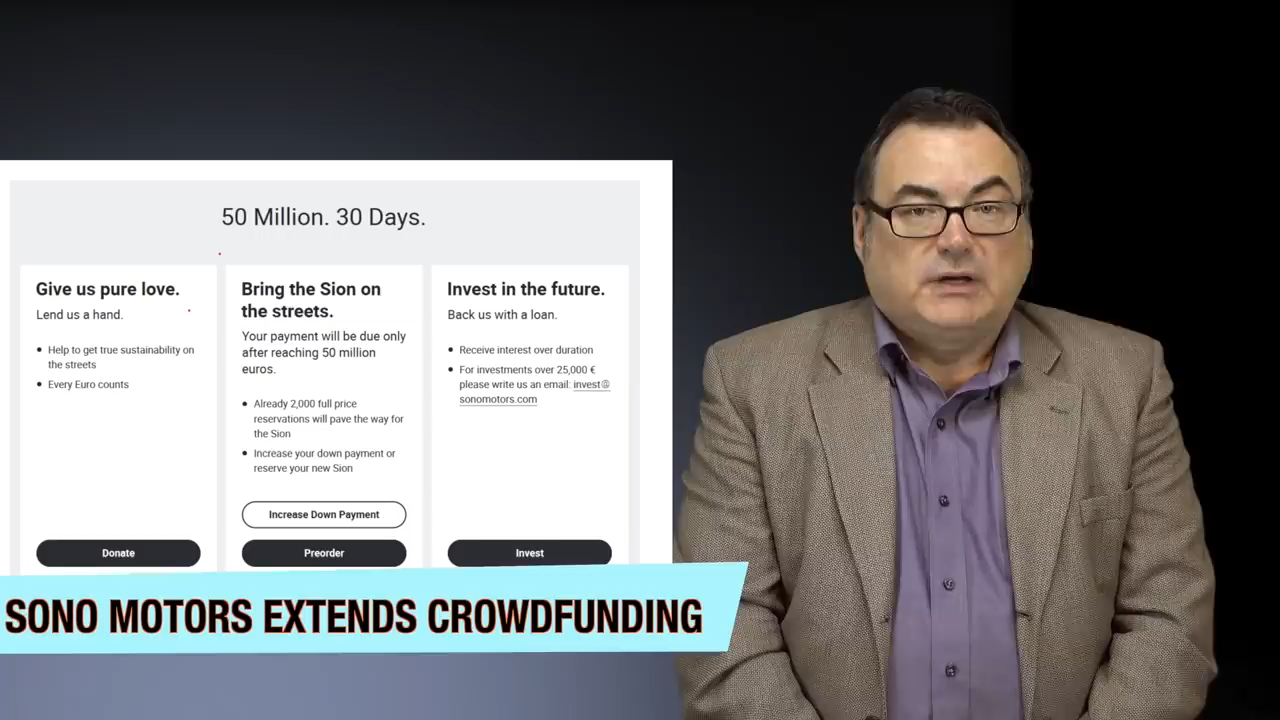 50 Million. 30 Days.
Give us pure love.
Lend us a hand.
• Help to get true sustainability on
the streets
• Every Euro counts
Donate
Bring the Sion on
the streets.
Your payment will be due only
after reaching 50 million
euros.
• Already 2,000 full price
reservations will pave the way for
the Sion
• Increase your down payment or
reserve your new Sion
Increase Down Payment
Preorder
Invest in the future.
Back us with a loan.
• Receive interest over duration
• For investments over 25,000 €
please write us an email: invest@
sonomotors.com
Invest
SONO MOTORS EXTENDS CROWDFUNDING